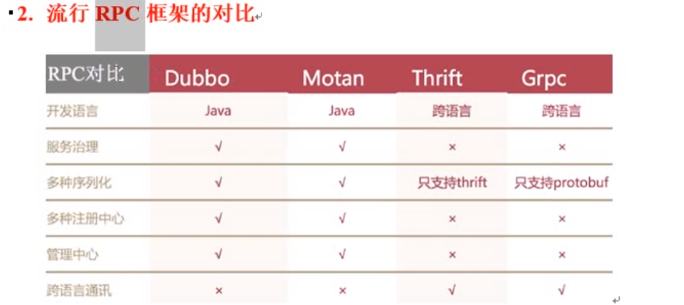 2. 流行 RPC 框架的对比
RPC对比 Dubbo Motan Thrift Grpc
开发语言 Java Java 跨语言 跨语言
服务治理 √ √ × ×
多种序列化 √ √ 只支持thrift 只支持protobuf
多种注册中心 √ √ × ×
管理中心 √ √ × ×
跨语言通讯 × × √ √